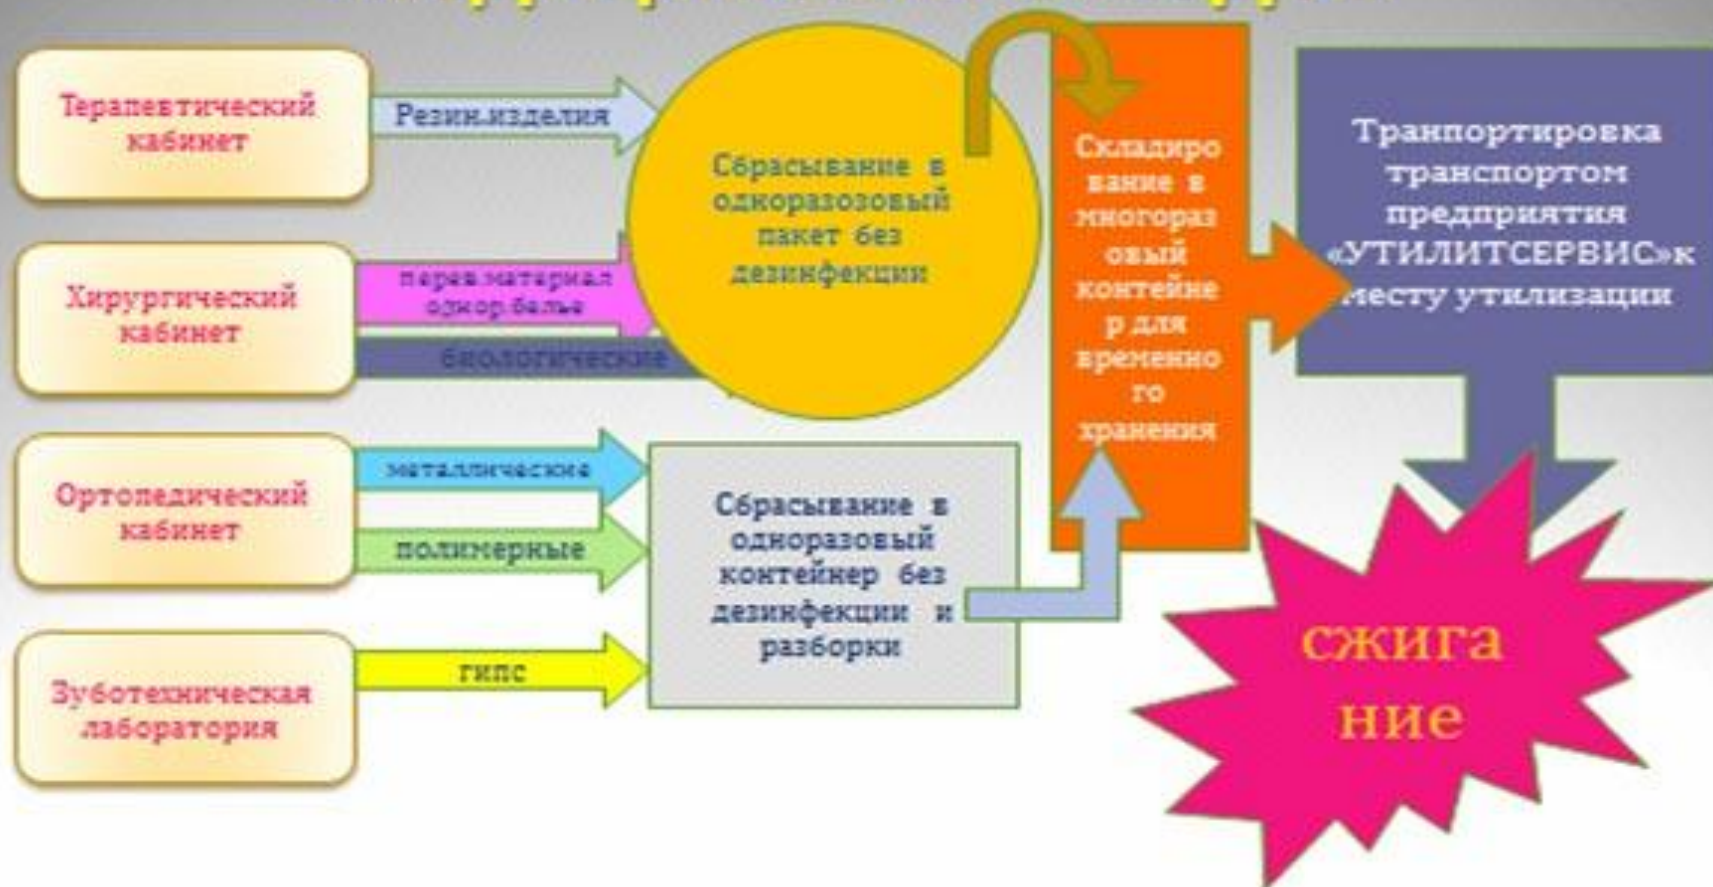 Терапевтический
кабинет
Резин.изделия
Сбрасывание в
одноразозовый
пакет без
дезинфекции
Складиро
вание в
многораз
овый
контейне
р для
временно
го
хранения
Транпортировка
транспортом
предприятия
«УТИЛИТСЕРВИС»к
месту утилизации
Хирургический
кабинет
перев.материал
однор.белье
биологические
Ортопедический
кабинет
металлические
полимерные
Сбрасывание в
одноразовый
контейнер без
дезинфекции и
разборки
Зуботехническая
лаборатория
гипс
сжига
ние